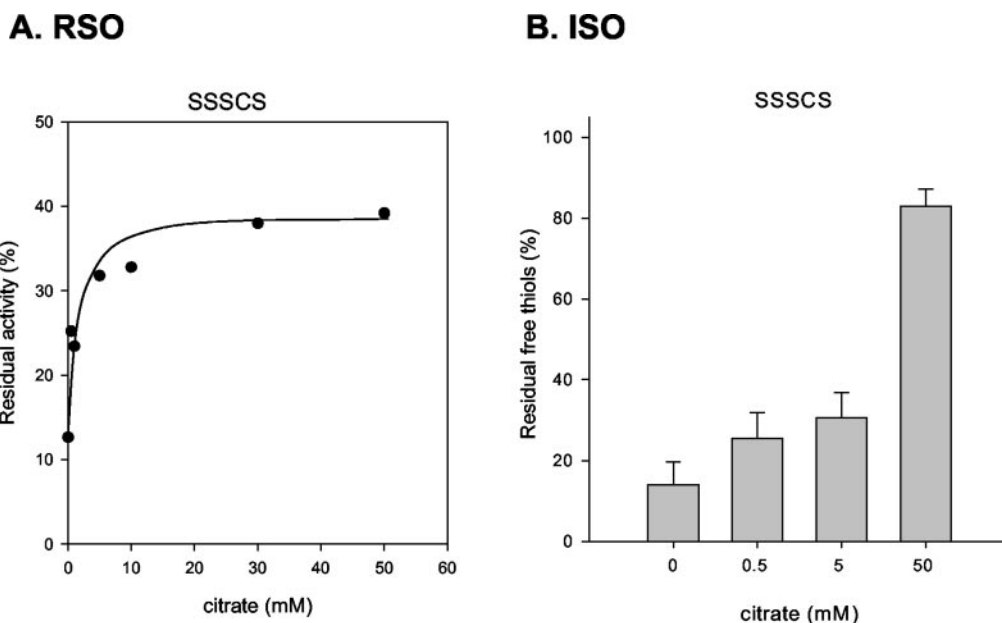 A. RSO
SSSCS
50
40
30
20
10
0
0 10 20 30 40 50 60
Residual activity (%)
citrate (mM)
B. ISO
SSSCS
100
80
60
40
20
0
0 0.5 5 50
Residual free thiols (%)
citrate (mM)